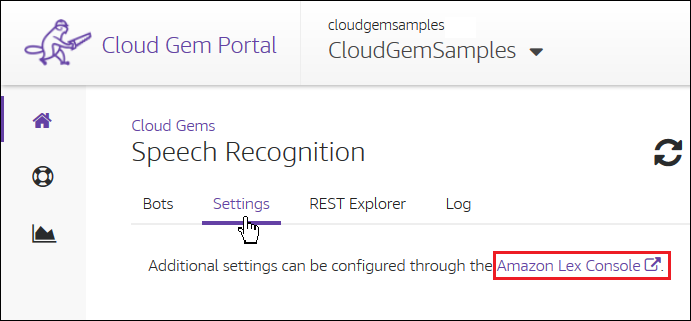 Cloud Gem Portal
cloudgemsamples
CloudGemSamples
Cloud Gems
Speech Recognition
Bots Settings REST Explorer Log
Additional settings can be configured through the Amazon Lex Console.